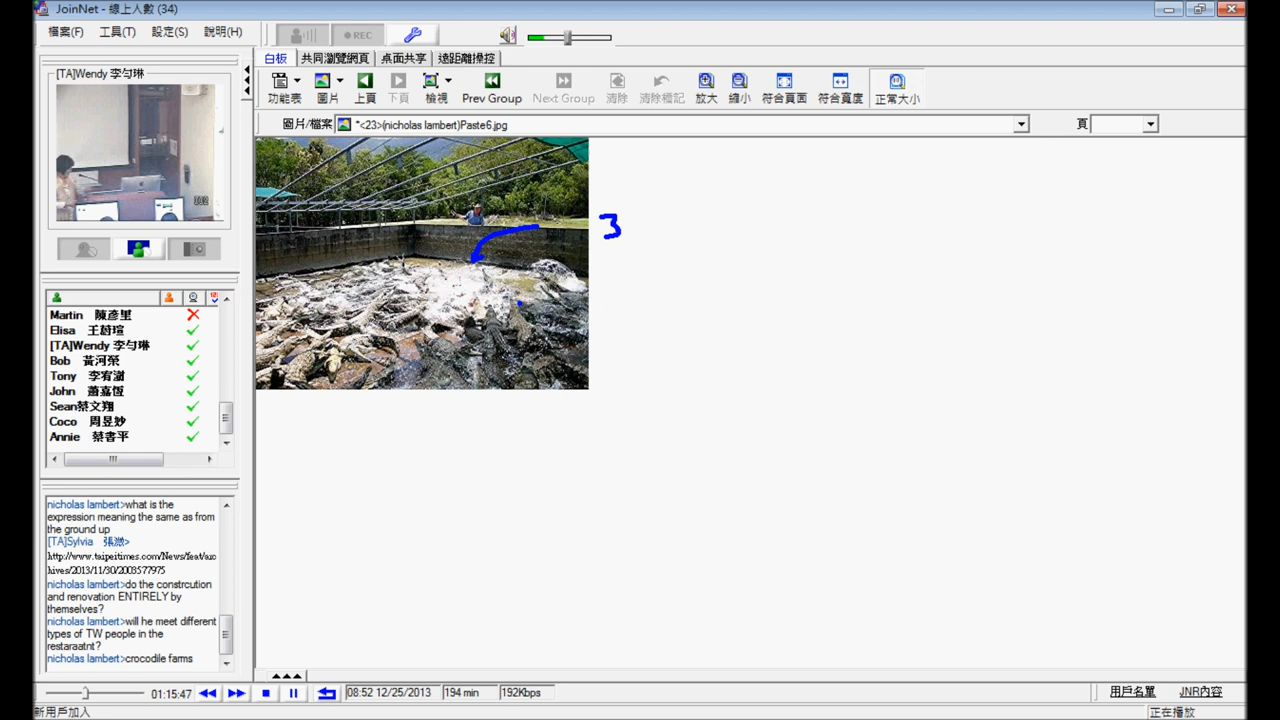 JoinNet - 線上人數 (34)
檔案(F) 工具(T) 設定(S) 說明(H)
REC
[TA]Wendy 李勻琳
白板 共同瀏覽網頁 桌面共享 遠距離操控
功能表 圖片 上頁 下頁 檢視 Prev Group Next Group 清除 清除標記 放大 縮小 符合頁面 符合寬度 正常大小
圖片/檔案 *<23>(nicholas lambert)Paste6.jpg 頁
3
Martin 陳彥里
Elisa 王蔚瑄
[TA]Wendy 李勻琳
Bob 黃河榮
Tony 李宥澍
John 蕭嘉恆
Sean蔡文翔
Coco 周昱妙
Annie 蔡書平
nicholas lambert>what is the
expression meaning the same as from
the ground up
[TA]Sylvia 張>
http://www.taipeitimes.com/News/feat/arc
hives/2013/11/30/2003577975
nicholas lambert>do the constrcution
and renovation ENTIRELY by
themselves?
nicholas lambert>will he meet different
types of TW people in the
restaraatnt?
nicholas lambert>crocodile farms
01:15:47 08:52 12/25/2013 194 min 192Kbps 用戶名單 JNR內容
新用戶加入 正在播放